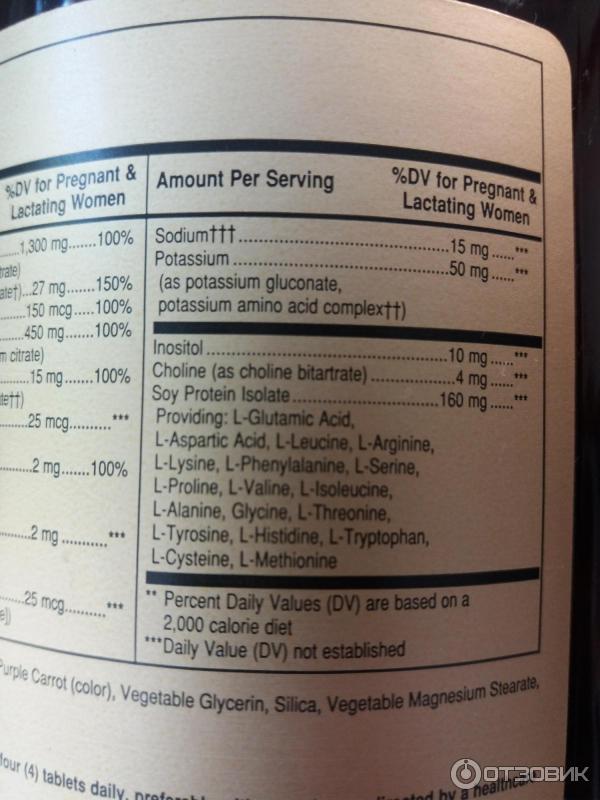 %DV for Pregnant &
Lactating Women
1,300 mg.......100%
27 mg.......150%
150 mcg.....100%
450 mg.......100%
m citrate)
15 mg.......100%
25 mcg..........***
2 mg.......100%
2 mg...........***
25 mcg..........***
Amount Per Serving
%DV for Pregnant &
Lactating Women
Sodium†††........15 mg ......***
Potassium........50 mg ......***
(as potassium gluconate,
potassium amino acid complex††)
Inositol........10 mg ......***
Choline (as choline bitartrate)........4 mg ......***
Soy Protein Isolate........160 mg ......***
Providing: L-Glutamic Acid,
L-Aspartic Acid, L-Leucine, L-Arginine,
L-Lysine, L-Phenylalanine, L-Serine,
L-Proline, L-Valine, L-Isoleucine,
L-Alanine, Glycine, L-Threonine,
L-Tyrosine, L-Histidine, L-Tryptophan,
L-Cysteine, L-Methionine
** Percent Daily Values (DV) are based on a
2,000 calorie diet
***Daily Value (DV) not established
Purple Carrot (color), Vegetable Glycerin, Silica, Vegetable Magnesium Stearate,
four (4) tablets daily,
by a
ОТЗОВИК